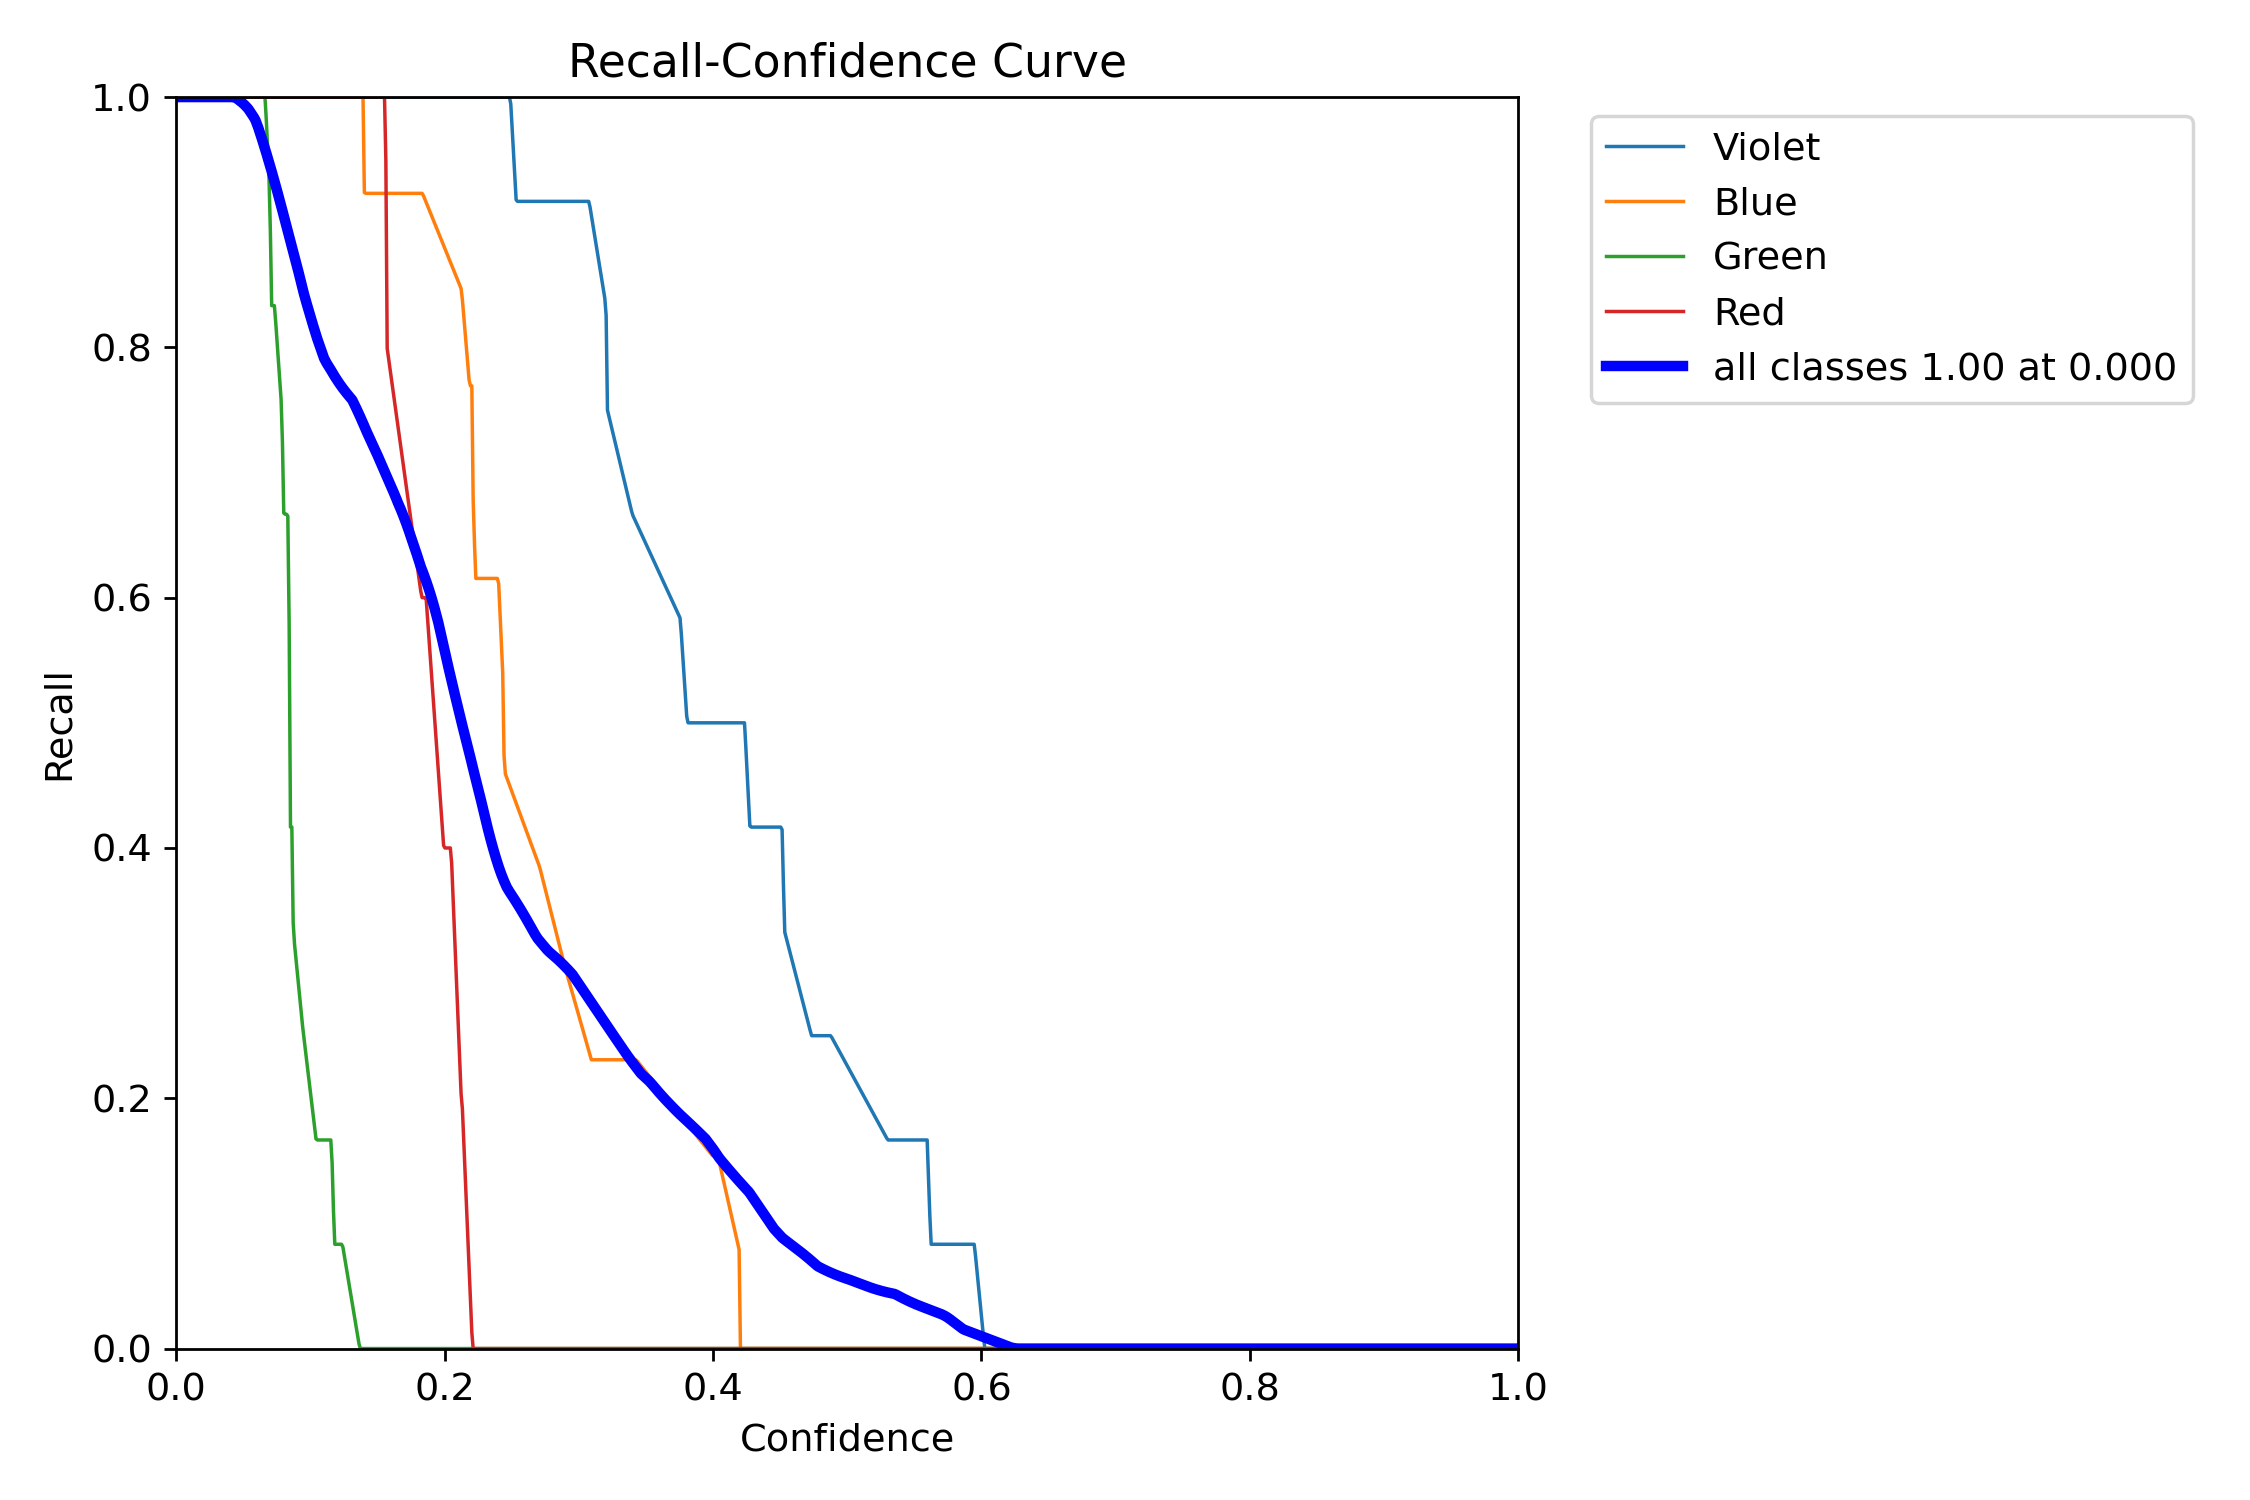 Recall-Confidence Curve
1.0
0.8
0.6
0.4
0.2
0.0
Recall
0.0 0.2 0.4 0.6 0.8 1.0
Confidence
Violet
Blue
Green
Red
all classes 1.00 at 0.000